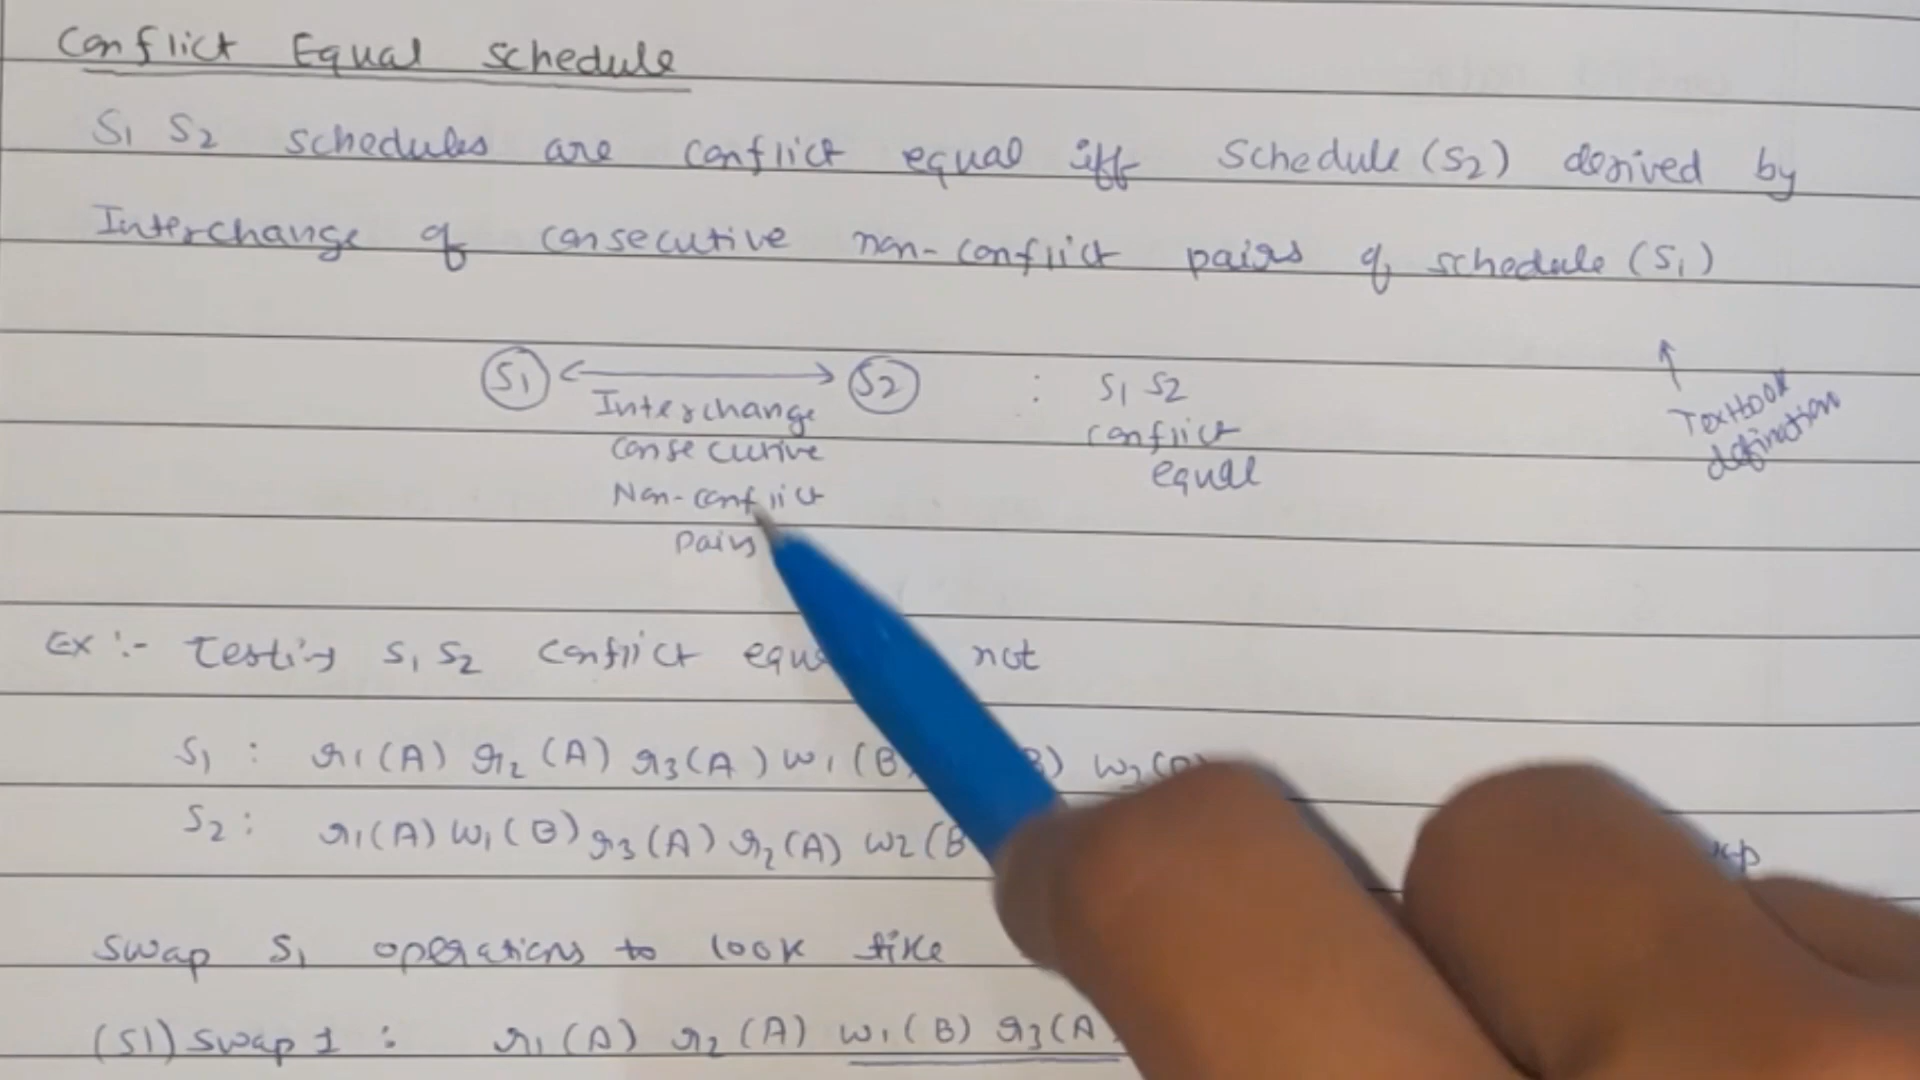 Conflict Equal Schedule
S1 S2 schedules are conflict equal iff Schedule (S2) derived by
Interchange of consecutive non-conflict pairs of schedule (S1)
S1 S2 : S1 S2
Interchange conflict
consecutive equal
Non-conflict
pairs
Textbook
defination
Ex :- Testing S1 S2 conflict not
S1 : r1(A) r2(A) r3(A) w1(B
S2 : r1(A) w1(B) r3(A) r2(A) w2(B
swap S1 operations to look like
(S1) swap 1 : r1(A) r2(A) w1(B) r3(A